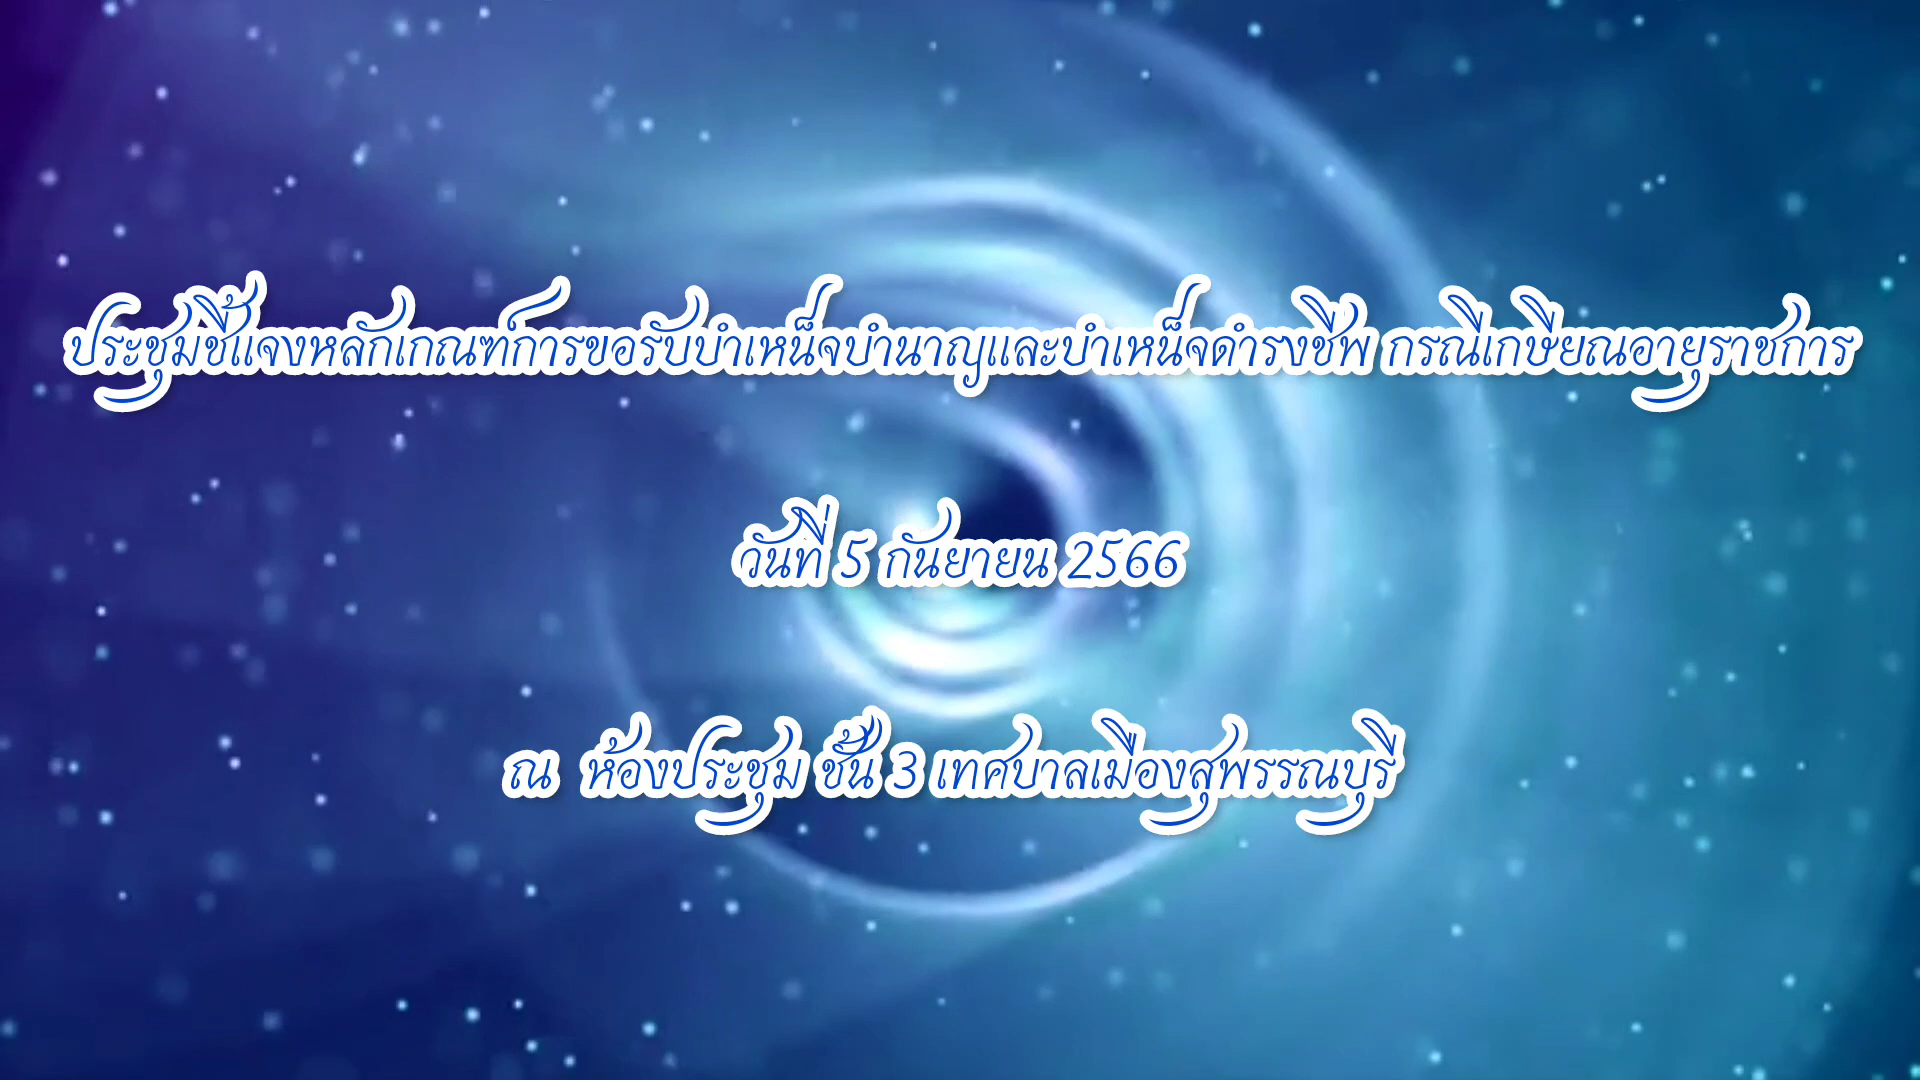 ประชุมชี้แจงหลักเกณฑ์การขอรับบำเหน็จบำนาญและบำเหน็จดำรงชีพ กรณีเกษียณอายุราชการ
วันที่ 5 กันยายน 2566
ณ ห้องประชุม ชั้น 3 เทศบาลเมืองสุพรรณบุรี